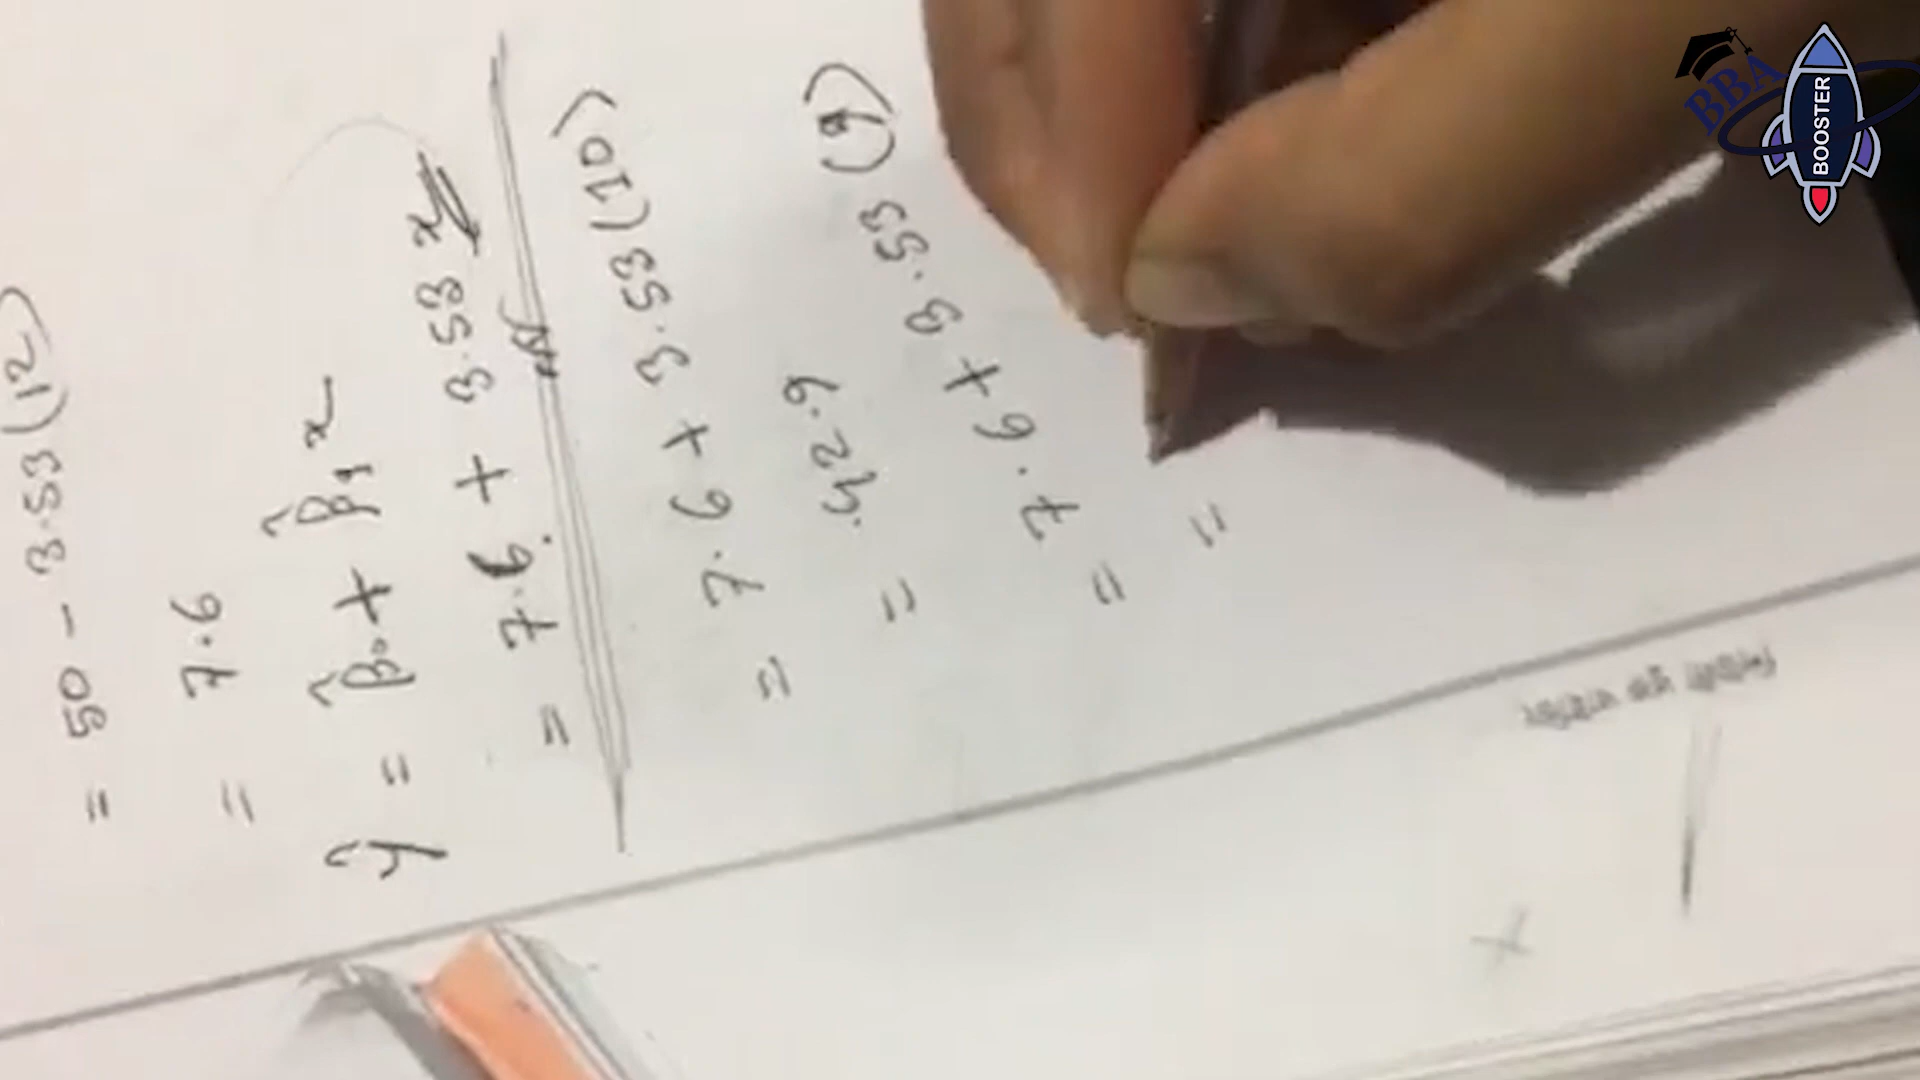 = 50 - 3.53 (12)
= 7.6
ŷ = β̂₀ + β̂₁ x
= 7.6 + 3.53 x
= 7.6 + 3.53 (10)
= 42.9
= 7.6 + 3.53 (9)
=
BBA
BOOSTER